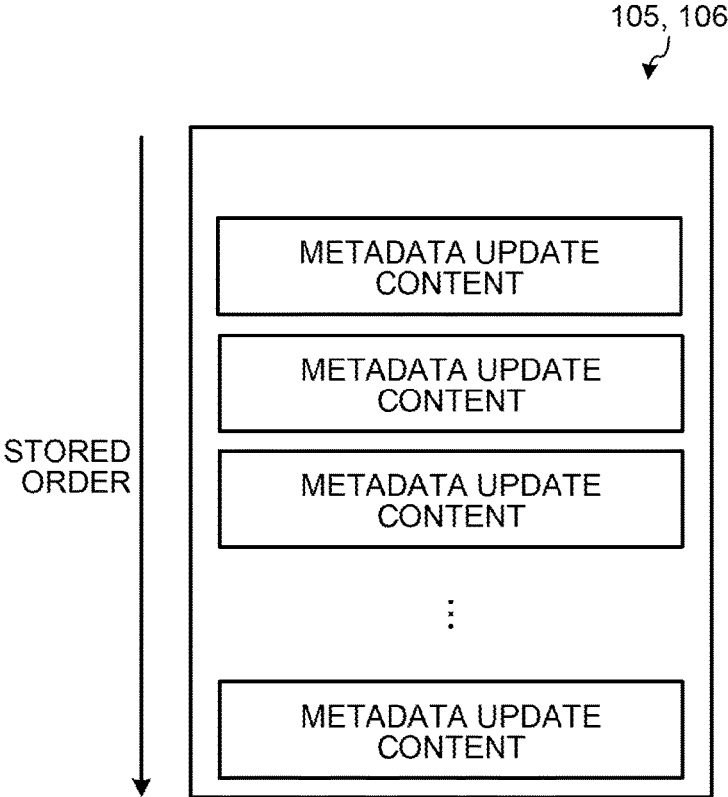 105, 106
METADATA UPDATE
CONTENT
METADATA UPDATE
CONTENT
STORED
ORDER
METADATA UPDATE
CONTENT
METADATA UPDATE
CONTENT